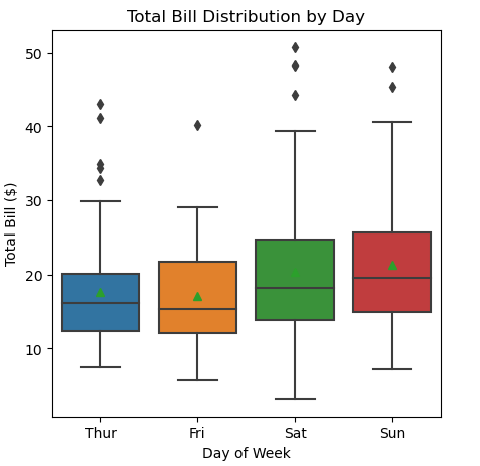 Total Bill Distribution by Day
Total Bill ($)
50
40
30
20
10
Thur Fri Sat Sun
Day of Week